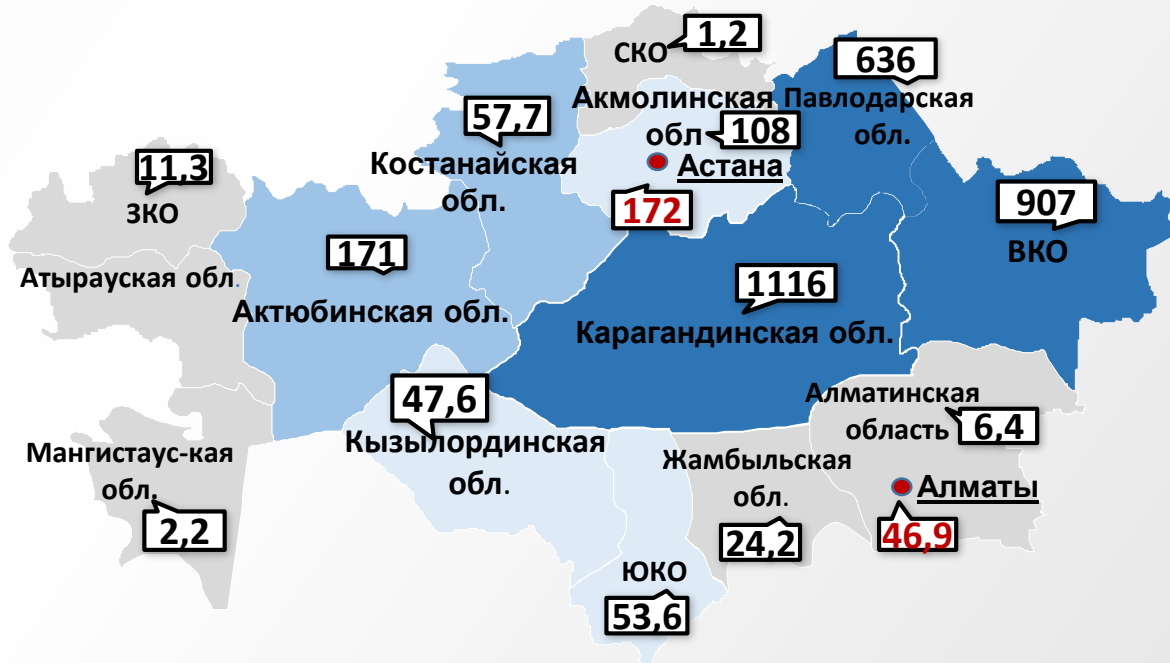 СКО
1,2
636
Акмолинская
обл
108
Павлодарская
обл.
57,7
Костанайская
обл.
Астана
172
11,3
ЗКО
907
ВКО
Атырауская обл.
171
Актюбинская обл.
1116
Карагандинская обл.
47,6
Кызылординская
обл.
Алматинская
область
6,4
Мангистаус-кая
обл.
2,2
Жамбыльская
обл.
24,2
Алматы
46,9
ЮКО
53,6